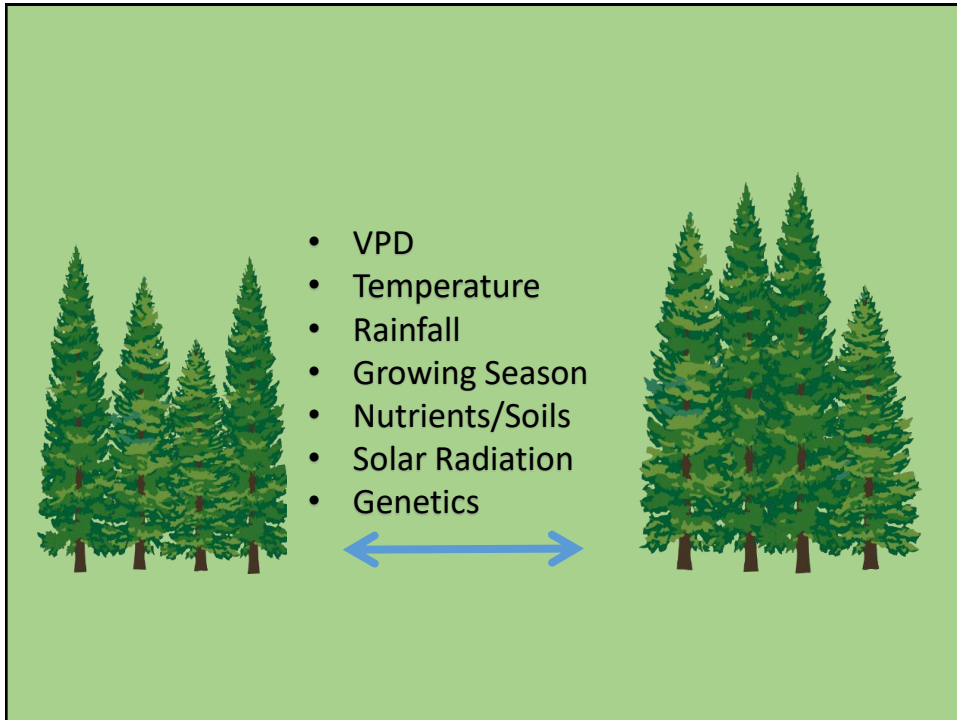 • VPD
• Temperature
• Rainfall
• Growing Season
• Nutrients/Soils
• Solar Radiation
• Genetics